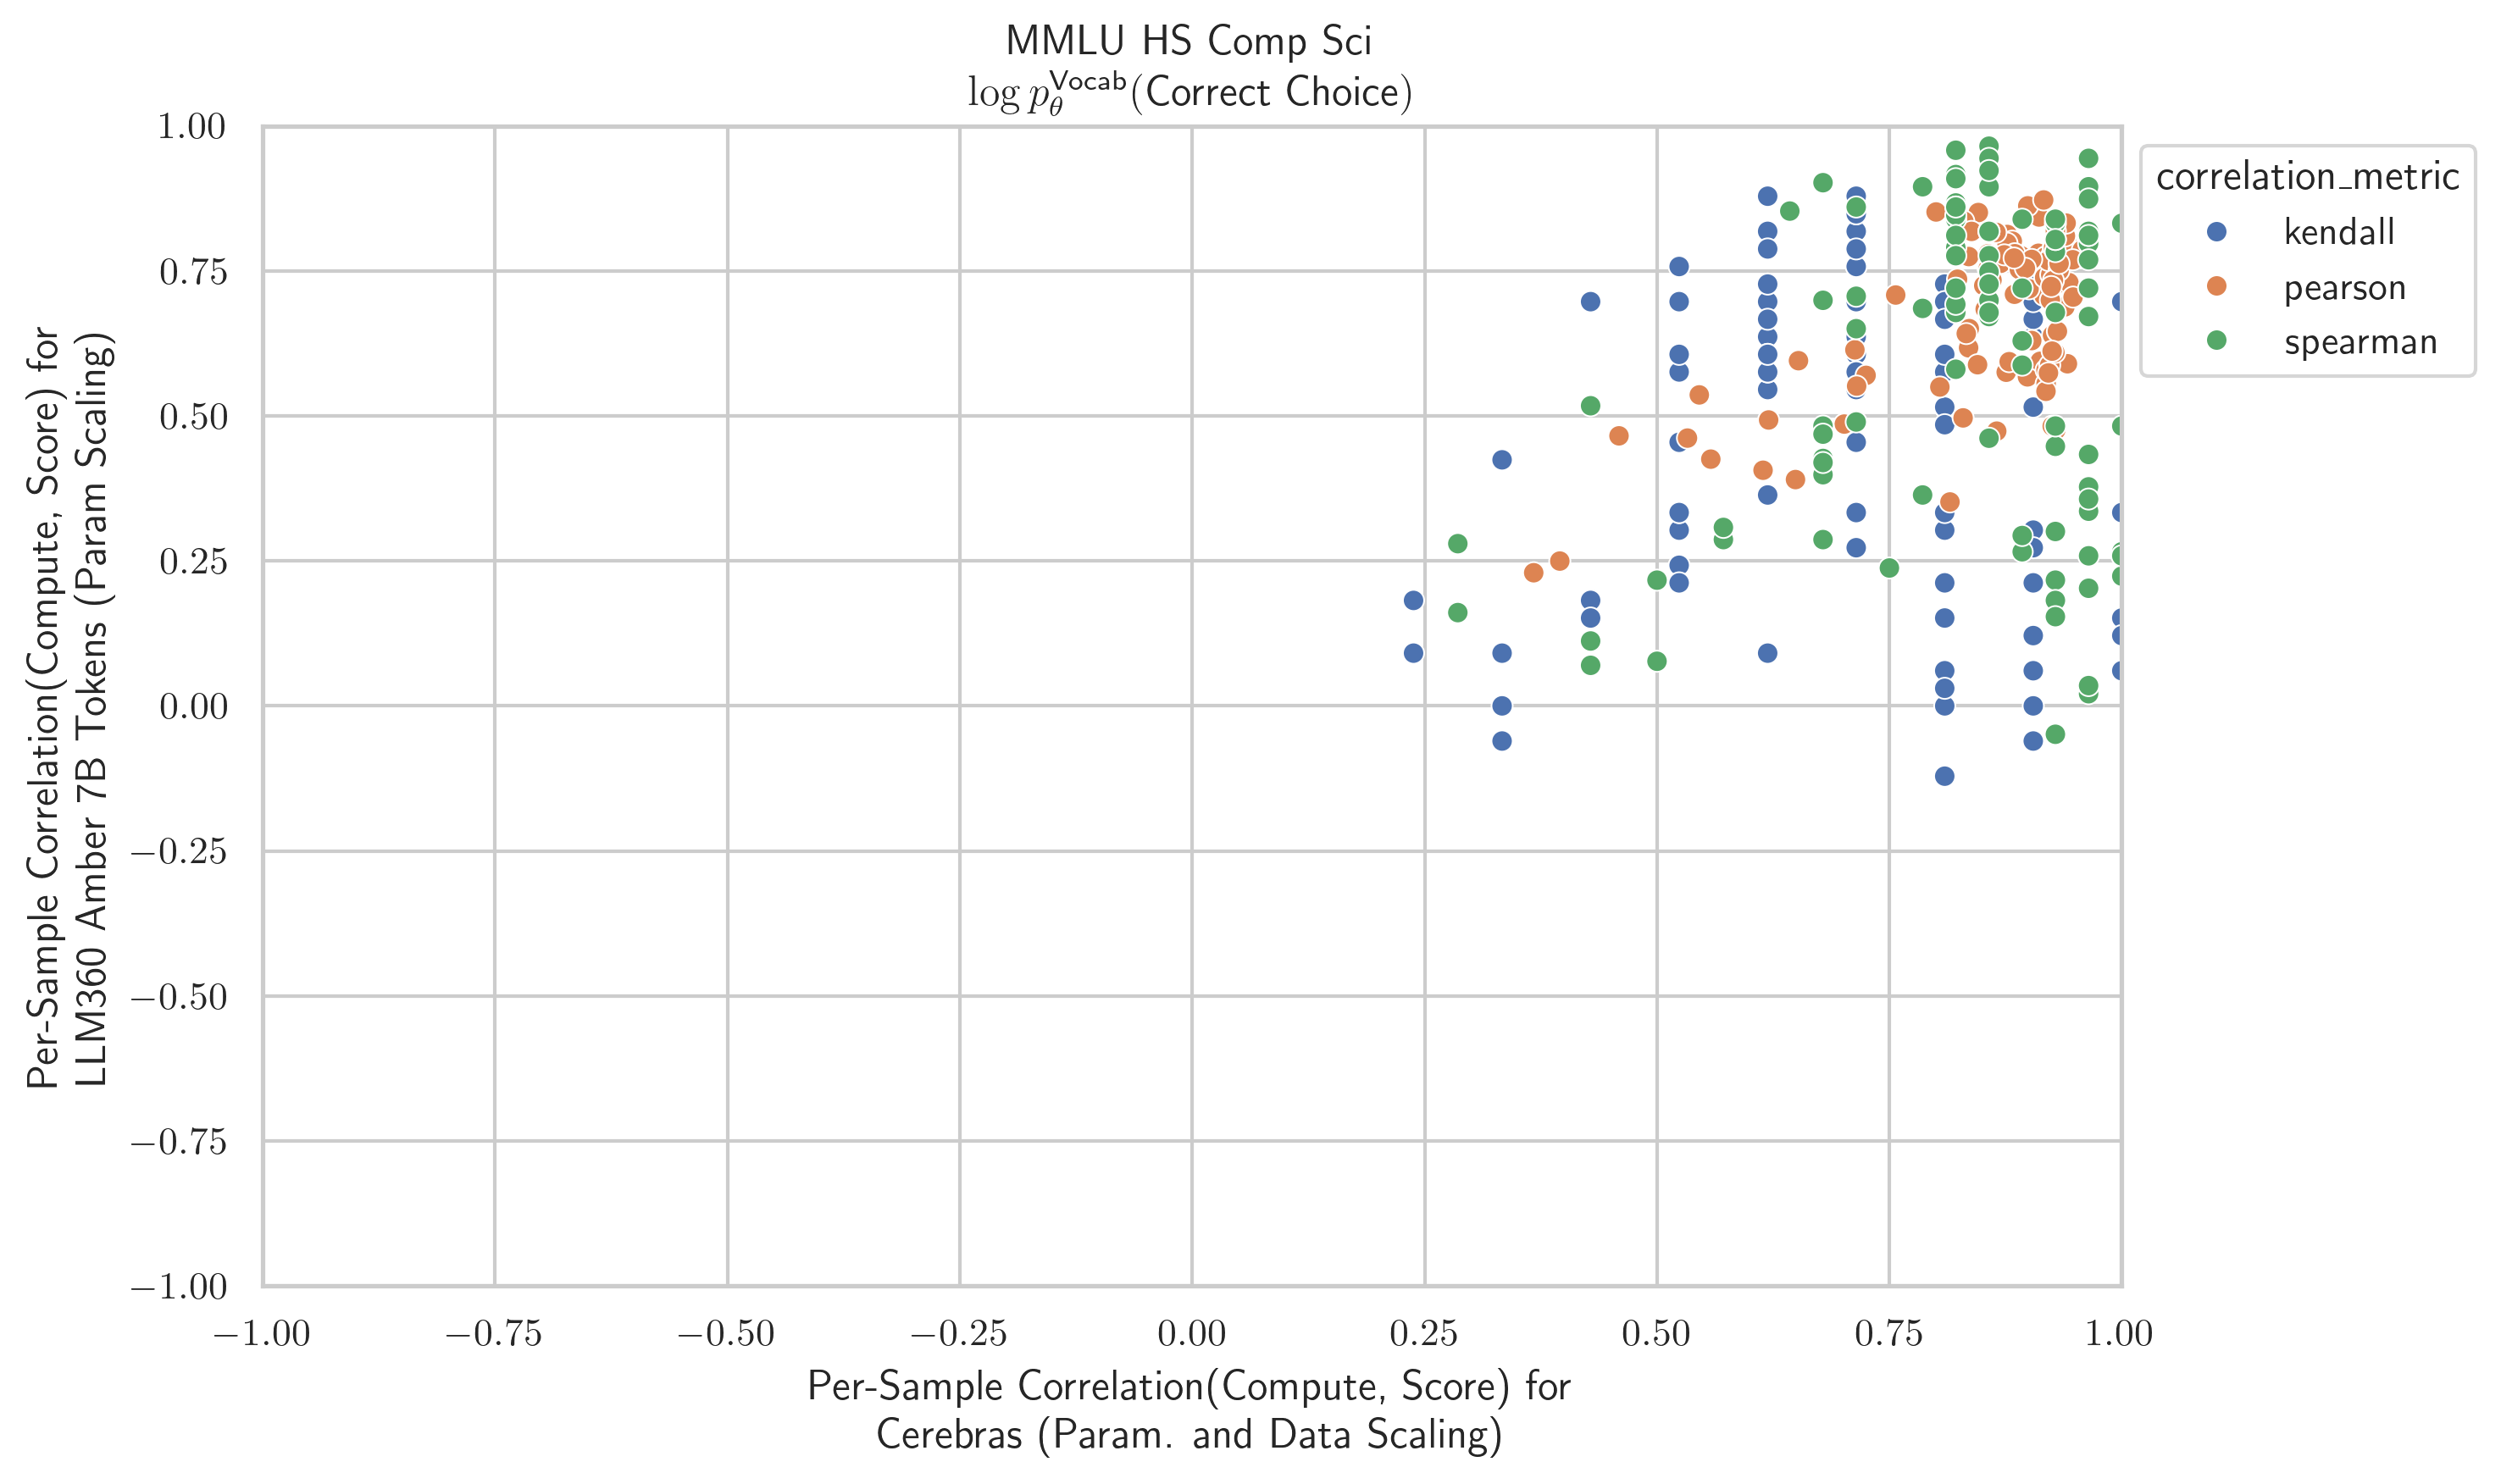 MMLU HS Comp Sci
log p_θ^Vocab(Correct Choice)
1.00
0.75
0.50
0.25
0.00
−0.25
−0.50
−0.75
−1.00
Per-Sample Correlation(Compute, Score) for
LLM360 Amber 7B Tokens (Param Scaling)
correlation_metric
kendall
pearson
spearman
−1.00 −0.75 −0.50 −0.25 0.00 0.25 0.50 0.75 1.00
Per-Sample Correlation(Compute, Score) for
Cerebras (Param. and Data Scaling)